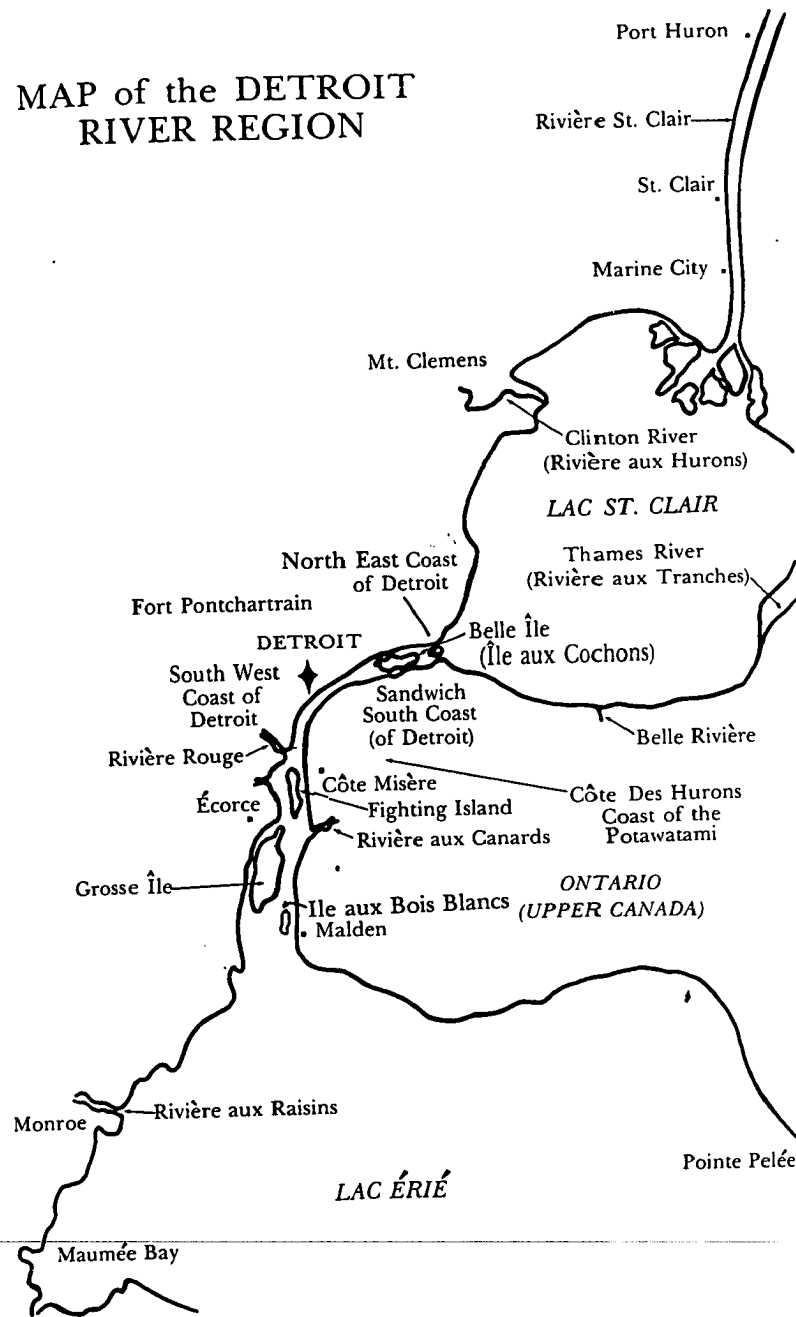 MAP of the DETROIT
RIVER REGION
Port Huron
Rivière St. Clair
St. Clair
Marine City
Mt. Clemens
Clinton River
(Rivière aux Hurons)
LAC ST. CLAIR
North East Coast
of Detroit
Thames River
(Rivière aux Tranches)
Fort Pontchartrain
DETROIT
Belle Île
(Île aux Cochons)
South West
Coast of
Detroit
Sandwich
South Coast
(of Detroit)
Belle Rivière
Rivière Rouge
Côte Misère
Écorce
Fighting Island
Côte Des Hurons
Coast of the
Potawatami
Rivière aux Canards
Grosse Île
ONTARIO
(UPPER CANADA)
Ile aux Bois Blancs
Malden
Rivière aux Raisins
Monroe
Pointe Pelée
LAC ÉRIÉ
Maumée Bay